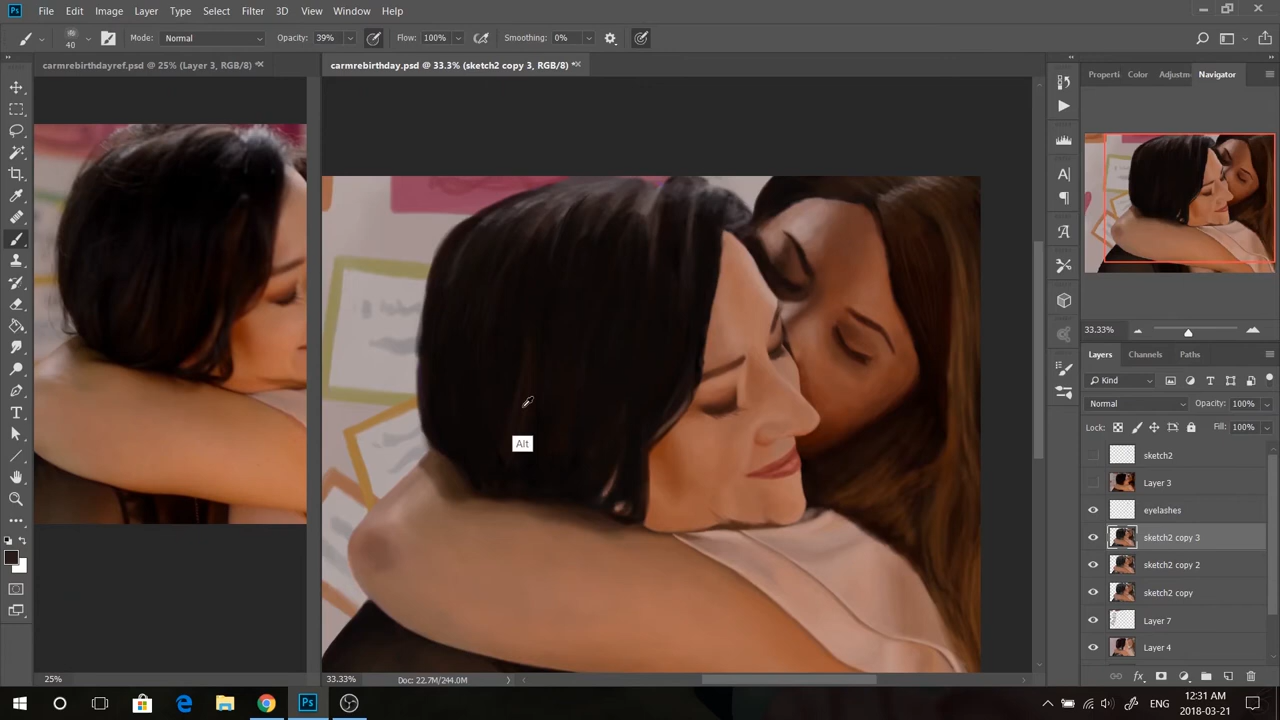 Ps File Edit Image Layer Type Select Filter 3D View Window Help
40 Mode: Normal Opacity: 39% Flow: 100% Smoothing: 0%
carmrebirthdayref.psd @ 25% (Layer 3, RGB/8) * carmrebirthday.psd @ 33.3% (sketch2 copy 3, RGB/8) *
Properti Color Adjustm Navigator
33.33%
Layers Channels Paths
Kind
Normal Opacity: 100%
Lock: Fill: 100%
Alt
sketch2
Layer 3
eyelashes
sketch2 copy 3
sketch2 copy 2
sketch2 copy
Layer 7
Layer 4
25% 33.33% Doc: 22.7M/244.0M
Ps ENG 12:31 AM
2018-03-21